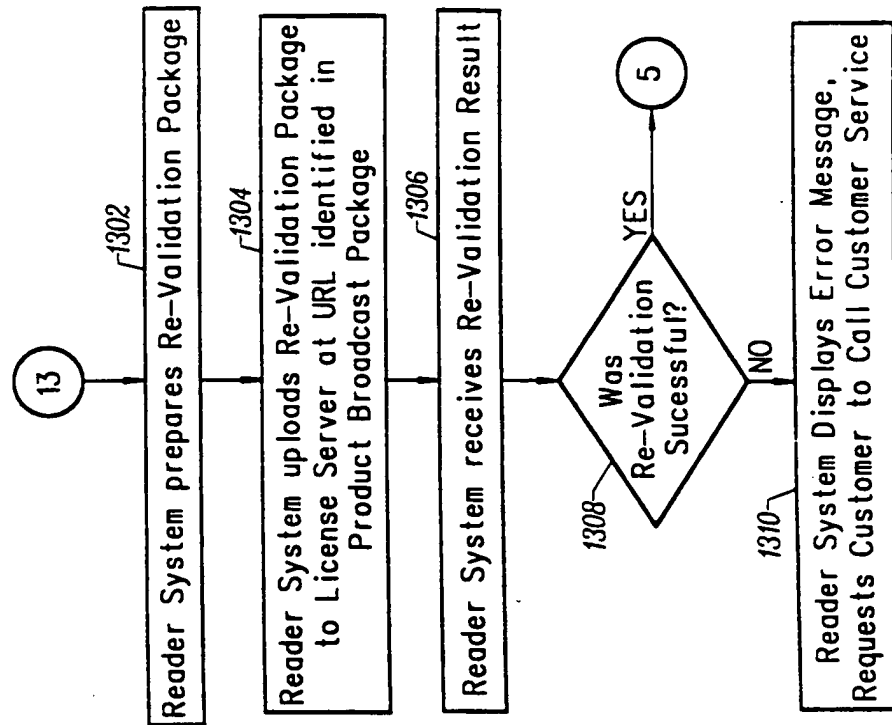 13
1302
Reader System prepares Re-Validation Package
1304
Reader System uploads Re-Validation Package
to License Server at URL identified in
Product Broadcast Package
1306
Reader System receives Re-Validation Result
1308
Was
Re-Validation
Sucessful?
YES
5
NO
1310
Reader System Displays Error Message,
Requests Customer to Call Customer Service